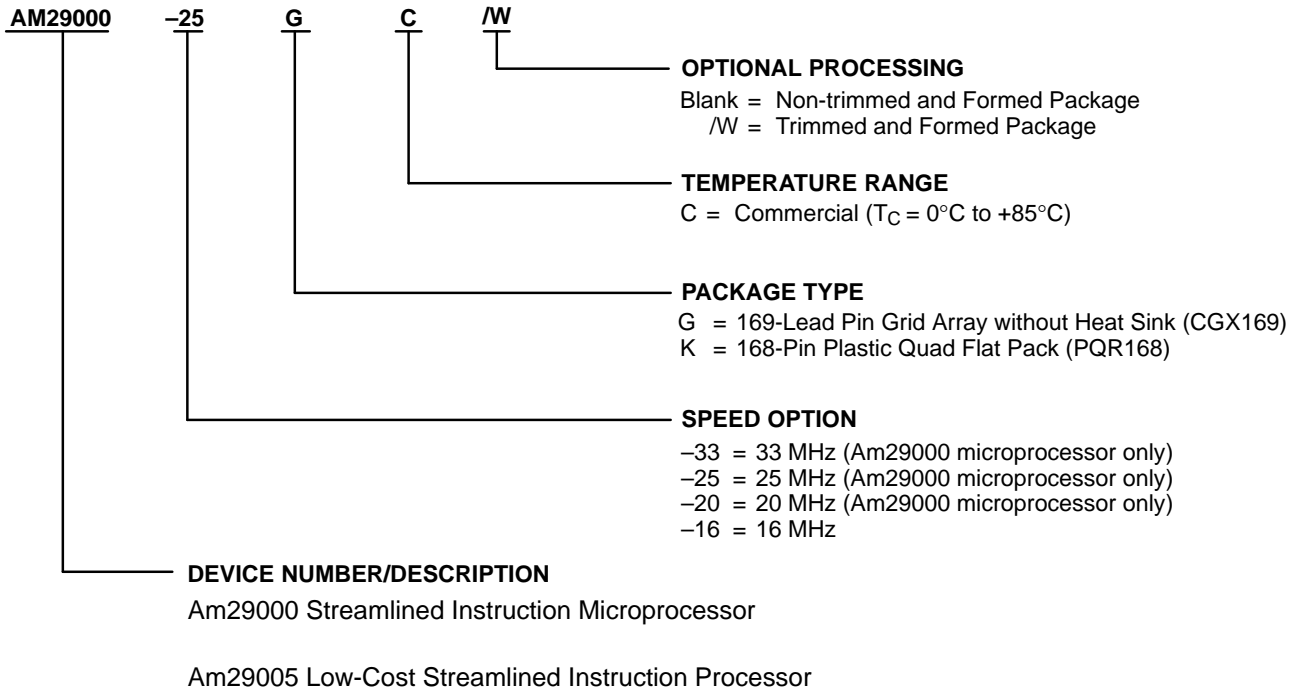 AM29000 –25 G C /W
OPTIONAL PROCESSING
Blank = Non-trimmed and Formed Package
/W = Trimmed and Formed Package
TEMPERATURE RANGE
C = Commercial (TC = 0°C to +85°C)
PACKAGE TYPE
G = 169-Lead Pin Grid Array without Heat Sink (CGX169)
K = 168-Pin Plastic Quad Flat Pack (PQR168)
SPEED OPTION
–33 = 33 MHz (Am29000 microprocessor only)
–25 = 25 MHz (Am29000 microprocessor only)
–20 = 20 MHz (Am29000 microprocessor only)
–16 = 16 MHz
DEVICE NUMBER/DESCRIPTION
Am29000 Streamlined Instruction Microprocessor
Am29005 Low-Cost Streamlined Instruction Processor